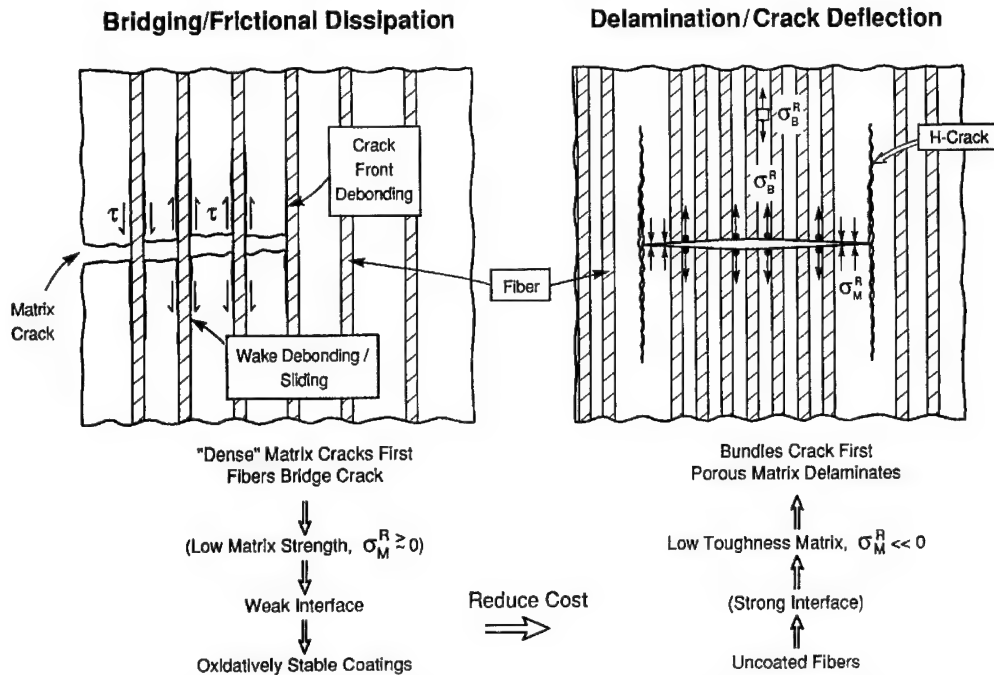 Bridging/Frictional Dissipation
τ
τ
Crack
Front
Debonding
Matrix
Crack
Wake Debonding /
Sliding
Fiber
"Dense" Matrix Cracks First
Fibers Bridge Crack
(Low Matrix Strength, σ_M^R ≳ 0)
Weak Interface
Oxidatively Stable Coatings
Reduce Cost
Delamination/Crack Deflection
σ_B^R
H-Crack
σ_B^R
σ_M^R
Bundles Crack First
Porous Matrix Delaminates
Low Toughness Matrix, σ_M^R << 0
(Strong Interface)
Uncoated Fibers